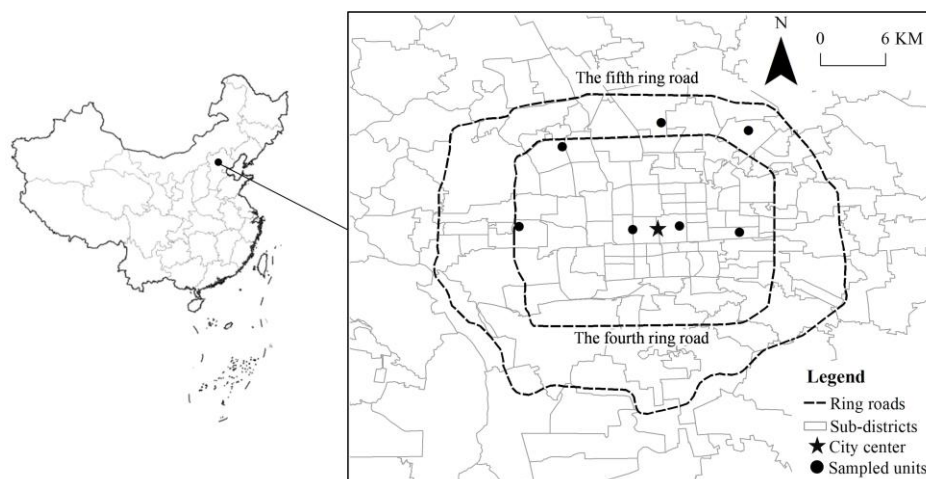 N
0 6 KM
The fifth ring road
The fourth ring road
Legend
Ring roads
Sub-districts
City center
Sampled units